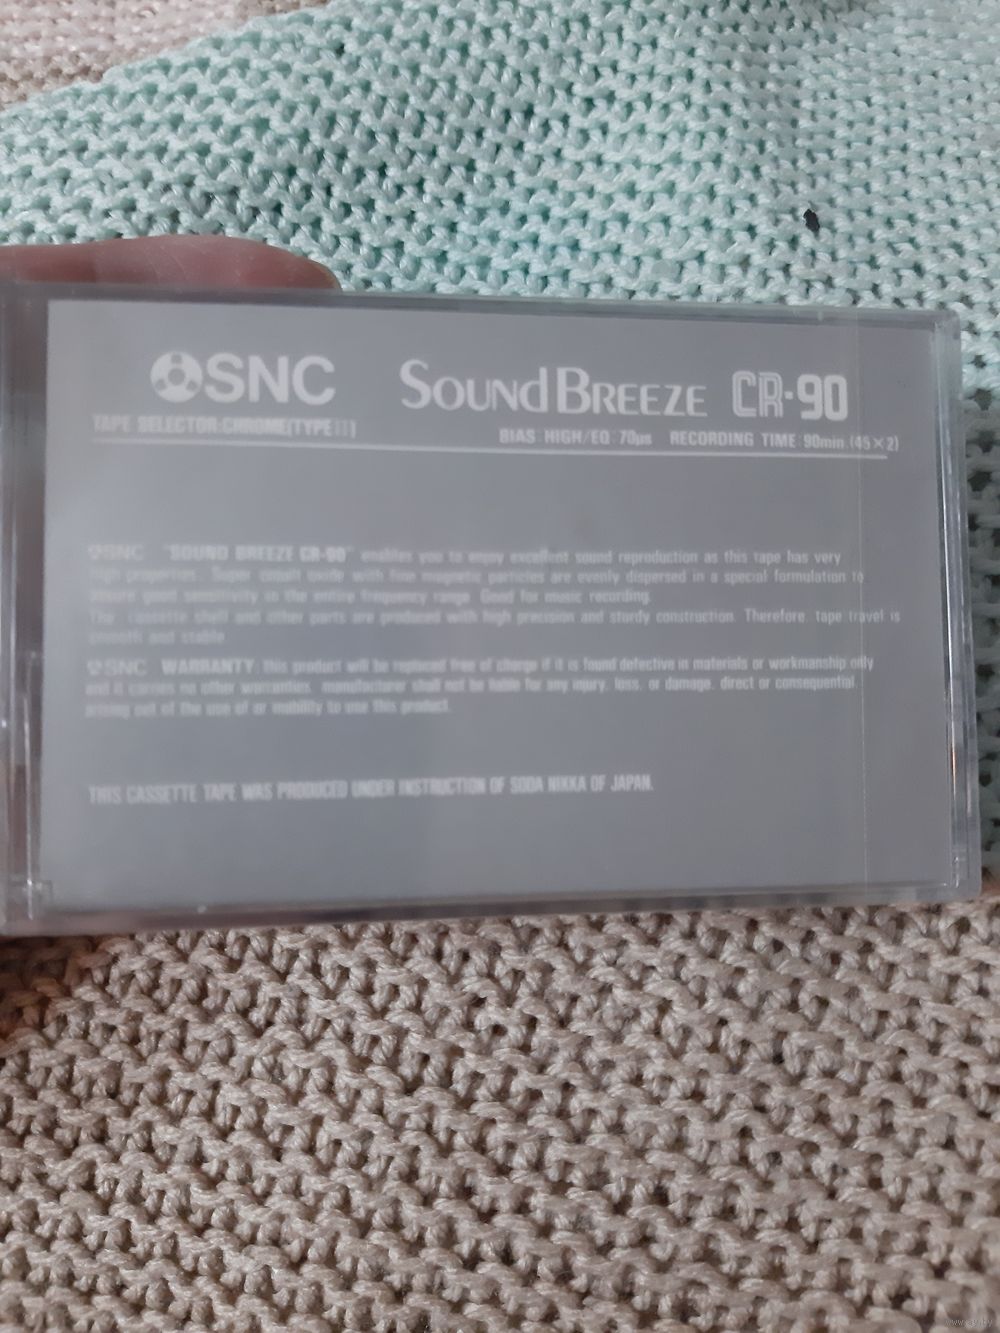 SNC SOUND BREEZE CR-90
TAPE SELECTOR:CHROME(TYPE II)
BIAS:HIGH/EQ:70µs RECORDING TIME:90min.(45×2)
SNC "SOUND BREEZE CR-90" enables you to enjoy excellent sound reproduction as this tape has very
high properties. Super cobalt oxide with fine magnetic particles are evenly dispersed in a special formulation to
ensure good sensitivity in the entire frequency range. Good for music recording.
The cassette shell and other parts are produced with high precision and sturdy construction. Therefore, tape travel is
smooth and stable.
SNC WARRANTY: this product will be replaced free of charge if it is found defective in materials or workmanship only
and it carries no other warranties. manufacturer shall not be liable for any injury, loss, or damage, direct or consequential,
arising out of the use of or inability to use this product.
THIS CASSETTE TAPE WAS PRODUCED UNDER INSTRUCTION OF SODA NIKKA OF JAPAN.